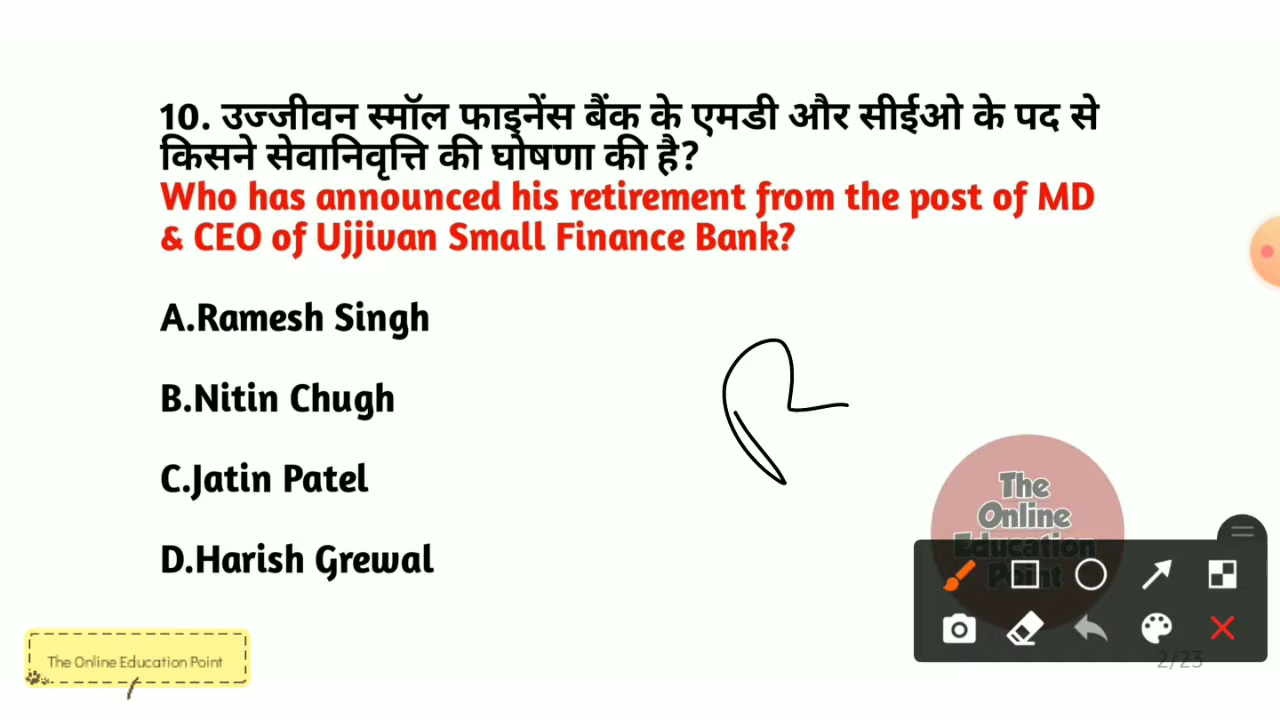 10. उज्जीवन स्मॉल फाइनेंस बैंक के एमडी और सीईओ के पद से
किसने सेवानिवृत्ति की घोषणा की है?
Who has announced his retirement from the post of MD
& CEO of Ujjivan Small Finance Bank?
A.Ramesh Singh
B.Nitin Chugh
C.Jatin Patel
D.Harish Grewal
The
Online
Education
Point
The Online Education Point
2/23